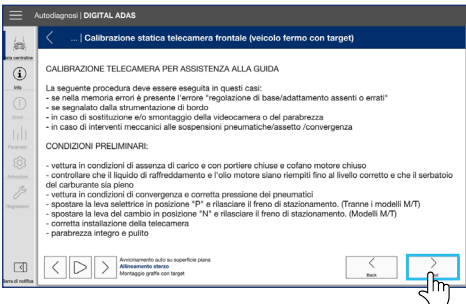 Autodiagnosi | DIGITAL ADAS
... | Calibrazione statica telecamera frontale (veicolo fermo con target)
Info
Errori
Parametri
Attivazioni
Regolazioni
Barra di notifica
CALIBRAZIONE TELECAMERA PER ASSISTENZA ALLA GUIDA
La seguente procedura deve essere eseguita in questi casi:
- se nella memoria errori è presente l'errore "regolazione di base/adattamento assenti o errati"
- se segnalato dalla strumentazione di bordo
- in caso di sostituzione e/o smontaggio della videocamera o del parabrezza
- in caso di interventi meccanici alle sospensioni pneumatiche/assetto /convergenza
CONDIZIONI PRELIMINARI:
- vettura in condizioni di assenza di carico e con portiere chiuse e cofano motore chiuso
- controllare che il liquido di raffreddamento e l'olio motore siano riempiti fino al livello corretto e che il serbatoio
del carburante sia pieno
- vettura in condizioni di convergenza e corretta pressione dei pneumatici
- spostare la leva selettrice in posizione "P" e rilasciare il freno di stazionamento. (Tranne i modelli M/T)
- spostare la leva del cambio in posizione "N" e rilasciare il freno di stazionamento. (Modelli M/T)
- corretta installazione della telecamera
- parabrezza integro e pulito
Avvicinamento auto su superficie piana
Allineamento sterzo
Montaggio graffe con target
Back